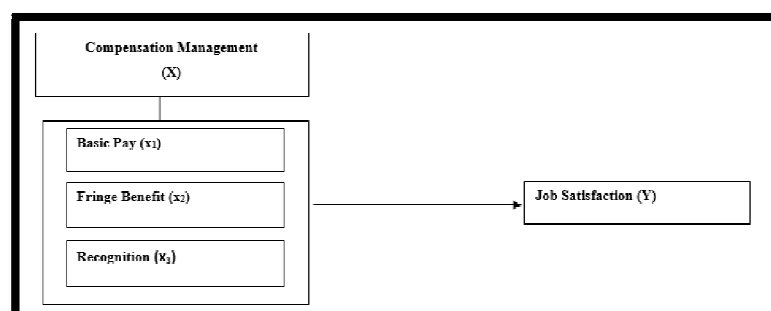 Compensation Management
(X)
Basic Pay (x1)
Fringe Benefit (x2)
Recognition (x3)
Job Satisfaction (Y)